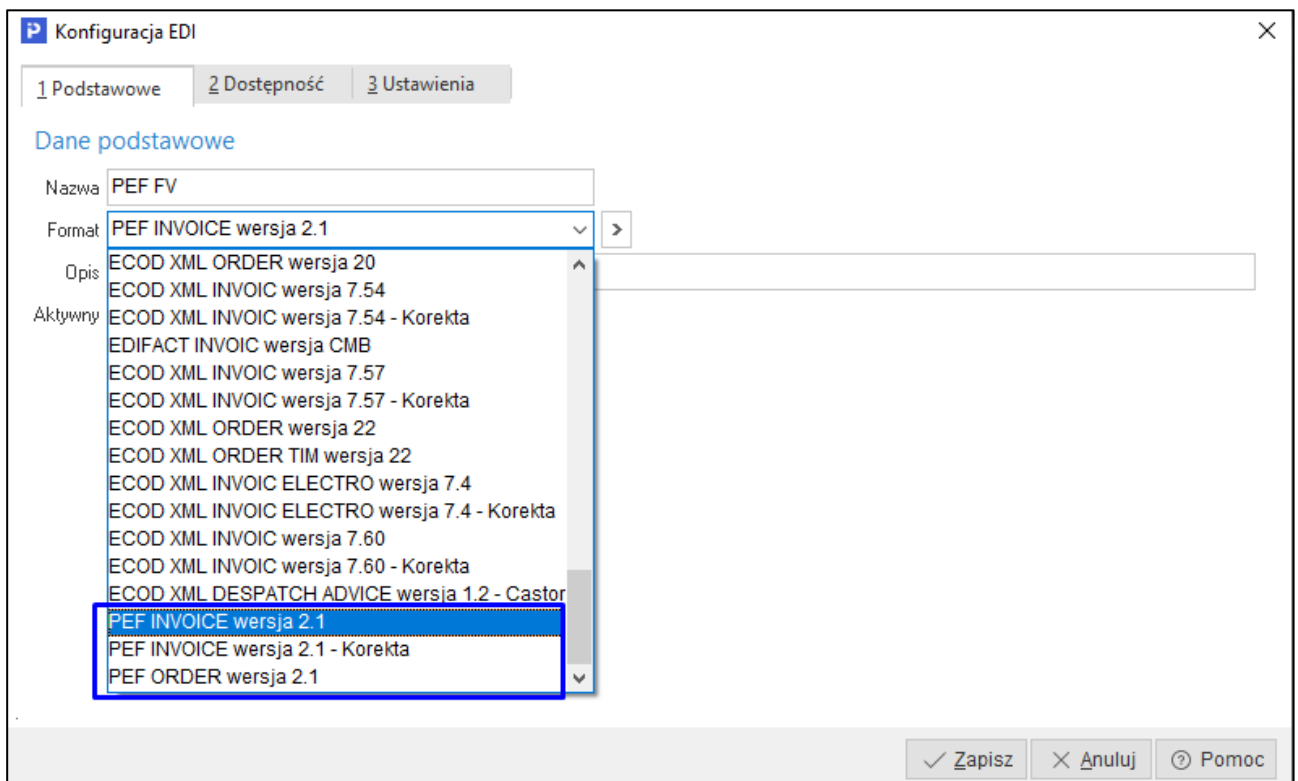 Konfiguracja EDI
1 Podstawowe 2 Dostępność 3 Ustawienia
Dane podstawowe
Nazwa PEF FV
Format PEF INVOICE wersja 2.1
Opis
Aktywny
ECOD XML ORDER wersja 20
ECOD XML INVOIC wersja 7.54
ECOD XML INVOIC wersja 7.54 - Korekta
EDIFACT INVOIC wersja CMB
ECOD XML INVOIC wersja 7.57
ECOD XML INVOIC wersja 7.57 - Korekta
ECOD XML ORDER wersja 22
ECOD XML ORDER TIM wersja 22
ECOD XML INVOIC ELECTRO wersja 7.4
ECOD XML INVOIC ELECTRO wersja 7.4 - Korekta
ECOD XML INVOIC wersja 7.60
ECOD XML INVOIC wersja 7.60 - Korekta
ECOD XML DESPATCH ADVICE wersja 1.2 - Castor
PEF INVOICE wersja 2.1
PEF INVOICE wersja 2.1 - Korekta
PEF ORDER wersja 2.1
Zapisz Anuluj Pomoc